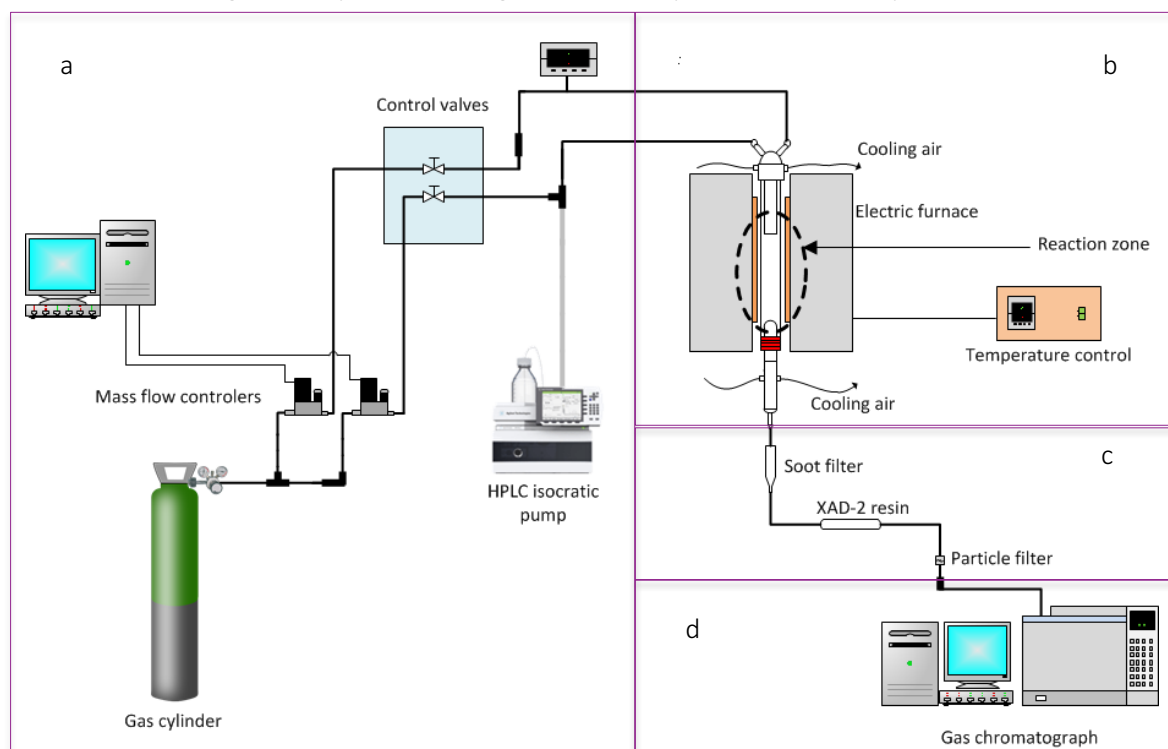 a
Control valves
Mass flow controlers
HPLC isocratic
pump
Gas cylinder
:
b
Cooling air
Electric furnace
Reaction zone
Temperature control
Cooling air
c
Soot filter
XAD-2 resin
Particle filter
d
Gas chromatograph